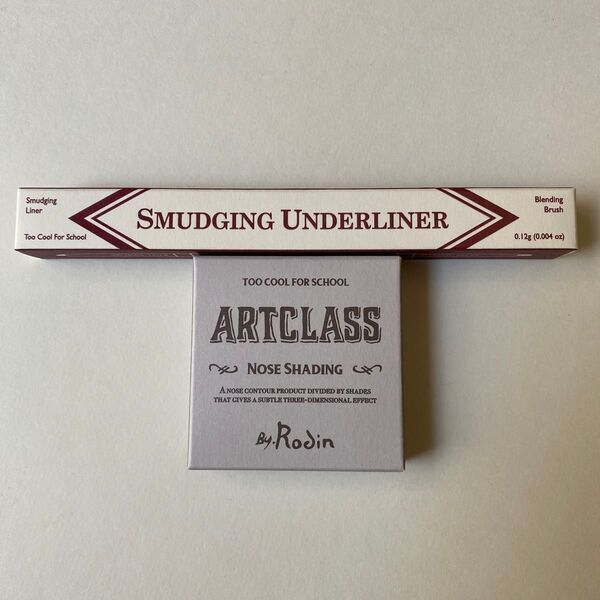 Smudging
Liner
Too Cool For School
SMUDGING UNDERLINER
Blending
Brush
0.12g (0.004 oz)
TOO COOL FOR SCHOOL
ARTCLASS
NOSE SHADING
A NOSE CONTOUR PRODUCT DIVIDED BY SHADES
THAT GIVES A SUBTLE THREE-DIMENSIONAL EFFECT
By. Rodin